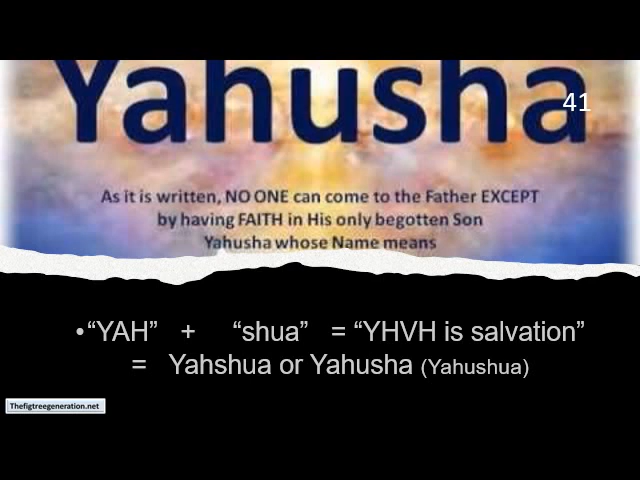 Yahusha
41
As it is written, NO ONE can come to the Father EXCEPT
by having FAITH in His only begotten Son
Yahusha whose Name means
•“YAH” + “shua” = “YHVH is salvation”
= Yahshua or Yahusha (Yahushua)
Thefigtreegeneration.net